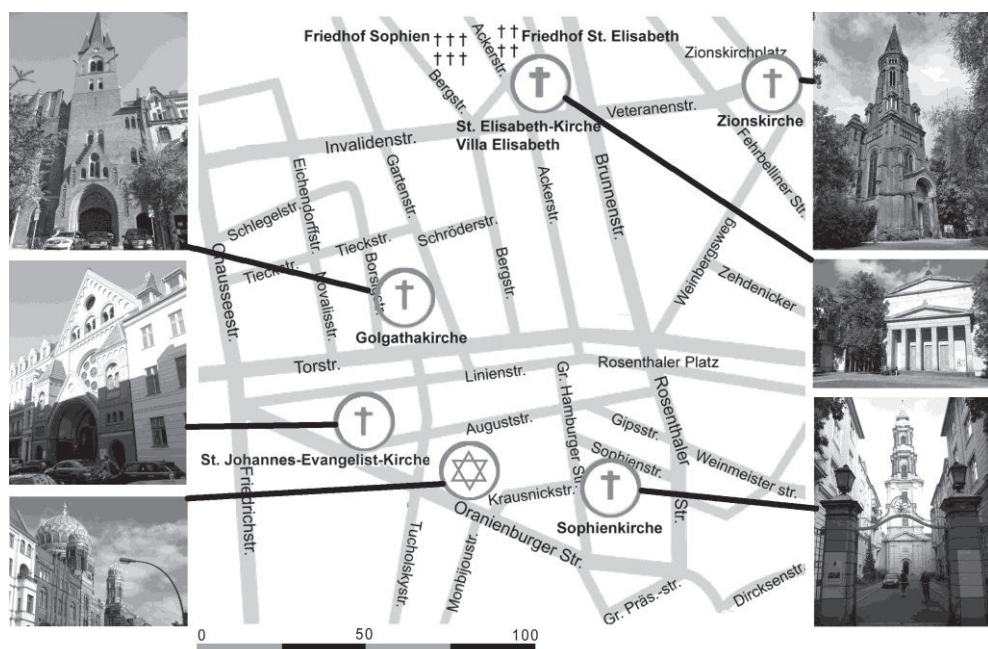 Friedhof Sophien
Friedhof St. Elisabeth
Ackerstr.
Bergstr.
Zionskirchplatz
Veteranenstr.
Zionskirche
St. Elisabeth-Kirche
Villa Elisabeth
Invalidenstr.
Fehrbelliner Str.
Eichendorffstr.
Gartenstr.
Ackerstr.
Brunnenstr.
Schlegelstr.
Tieckstr.
Schröderstr.
Tieckstr.
Borsigstr.
Bergstr.
Weinbergsweg
Zehdenicker
Chausseestr.
Novalisstr.
Golgathakirche
Torstr.
Rosenthaler Platz
Linienstr.
Gr. Hamburger Str.
Rosenthaler Str.
Auguststr.
Gipsstr.
St. Johannes-Evangelist-Kirche
Sophienstr.
Weinmeister str.
Friedrichstr.
Krausnickstr.
Sophienkirche
Oranienburger Str.
Tucholskystr.
Monbijoustr.
Dircksenstr.
Gr. Präs.-str.
0 50 100